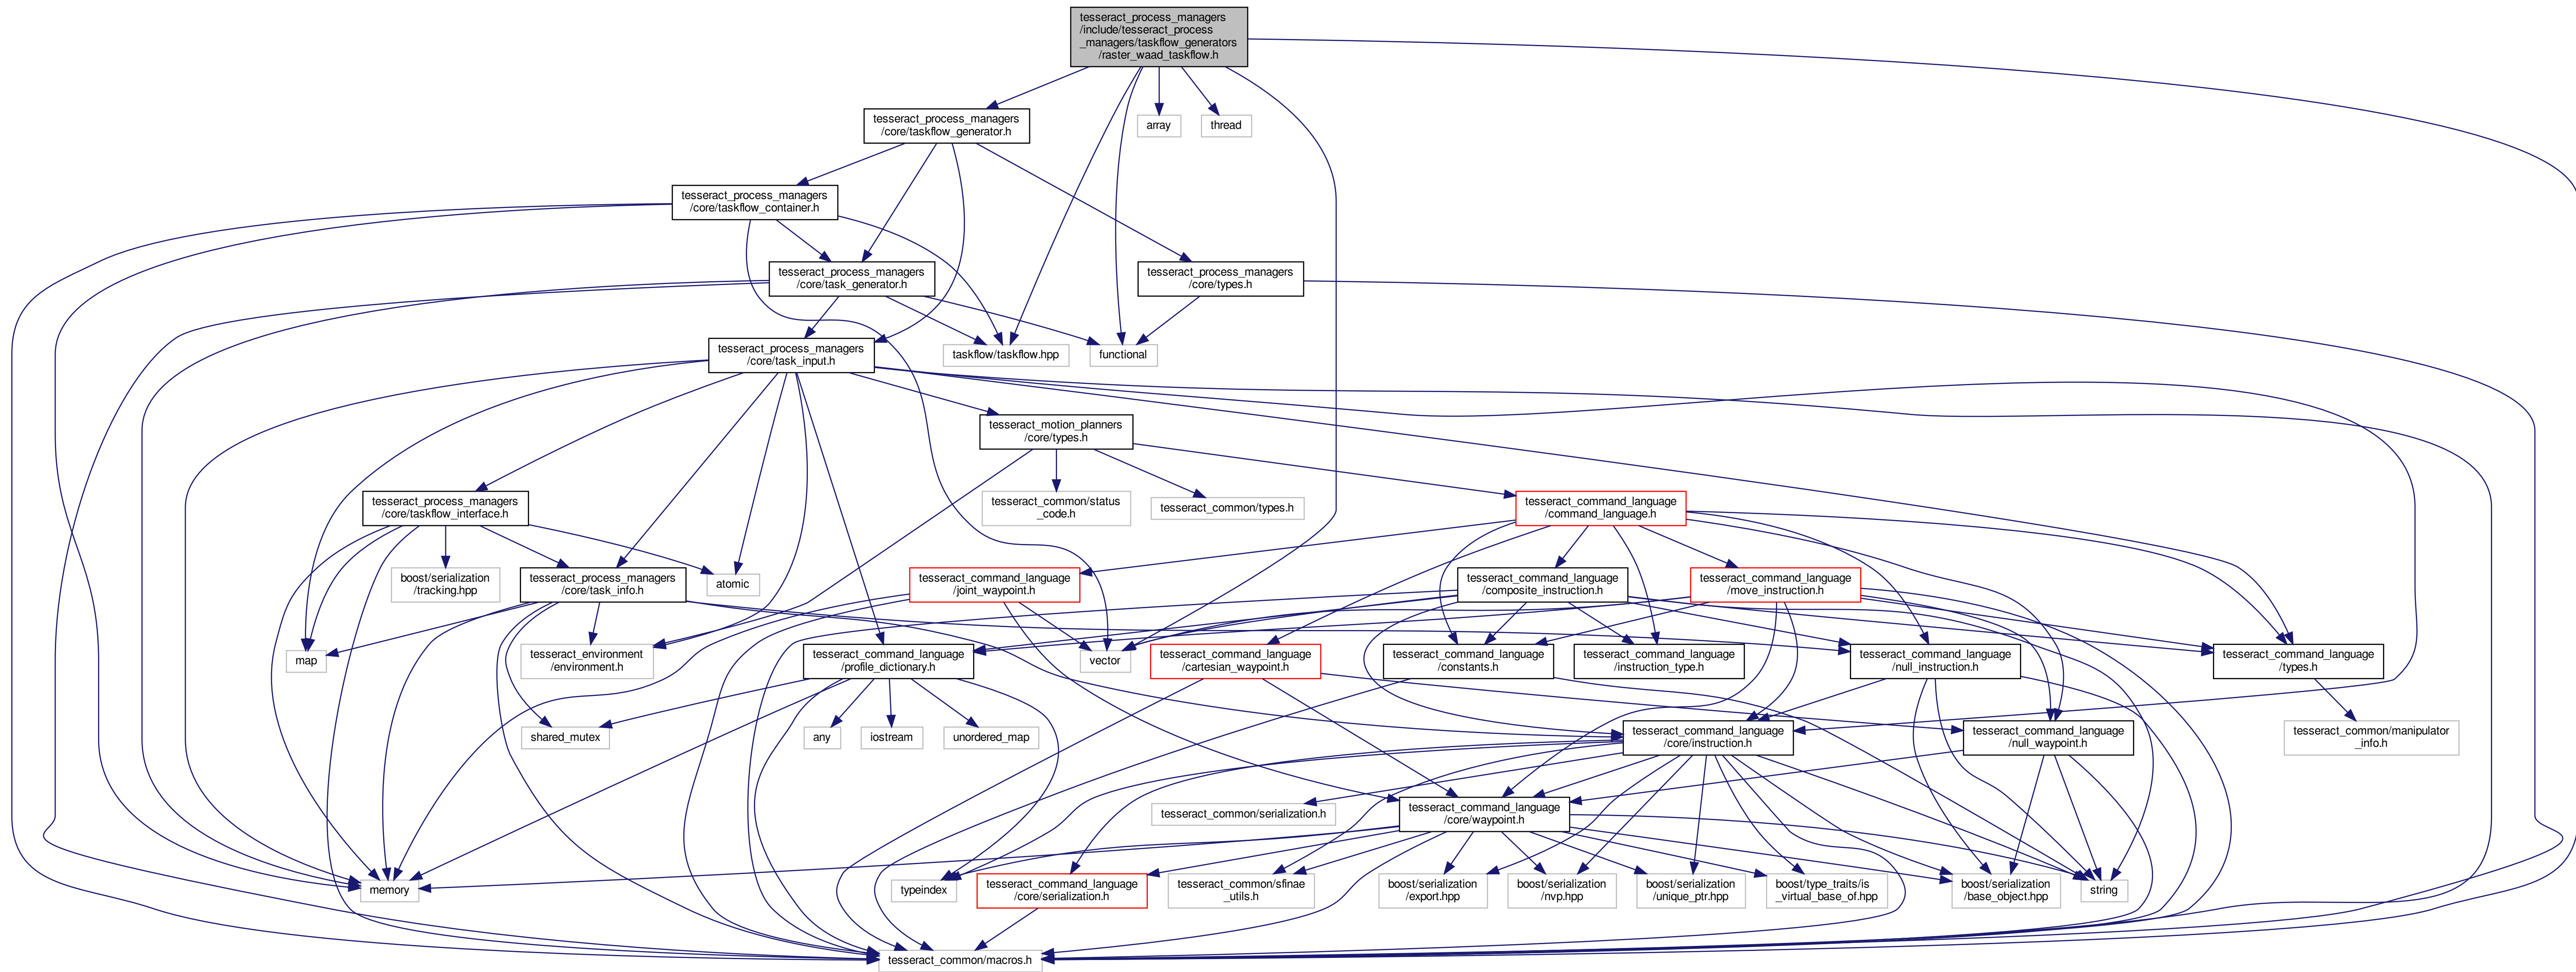 tesseract_process_managers
/include/tesseract_process
_managers/taskflow_generators
/raster_waad_taskflow.h
tesseract_process_managers
/core/taskflow_generator.h
array
thread
tesseract_process_managers
/core/taskflow_container.h
tesseract_process_managers
/core/task_generator.h
tesseract_process_managers
/core/types.h
tesseract_process_managers
/core/task_input.h
taskflow/taskflow.hpp
functional
tesseract_motion_planners
/core/types.h
tesseract_process_managers
/core/taskflow_interface.h
tesseract_common/status
_code.h
tesseract_common/types.h
tesseract_command_language
/command_language.h
boost/serialization
/tracking.hpp
tesseract_process_managers
/core/task_info.h
atomic
tesseract_command_language
/joint_waypoint.h
tesseract_command_language
/composite_instruction.h
tesseract_command_language
/move_instruction.h
map
tesseract_environment
/environment.h
tesseract_command_language
/profile_dictionary.h
vector
tesseract_command_language
/cartesian_waypoint.h
tesseract_command_language
/constants.h
tesseract_command_language
/instruction_type.h
tesseract_command_language
/null_instruction.h
tesseract_command_language
/types.h
shared_mutex
any
iostream
unordered_map
tesseract_command_language
/core/instruction.h
tesseract_command_language
/null_waypoint.h
tesseract_common/manipulator
_info.h
tesseract_common/serialization.h
tesseract_command_language
/core/waypoint.h
memory
typeindex
tesseract_command_language
/core/serialization.h
tesseract_common/sfinae
_utils.h
boost/serialization
/export.hpp
boost/serialization
/nvp.hpp
boost/serialization
/unique_ptr.hpp
boost/type_traits/is
_virtual_base_of.hpp
boost/serialization
/base_object.hpp
string
tesseract_common/macros.h